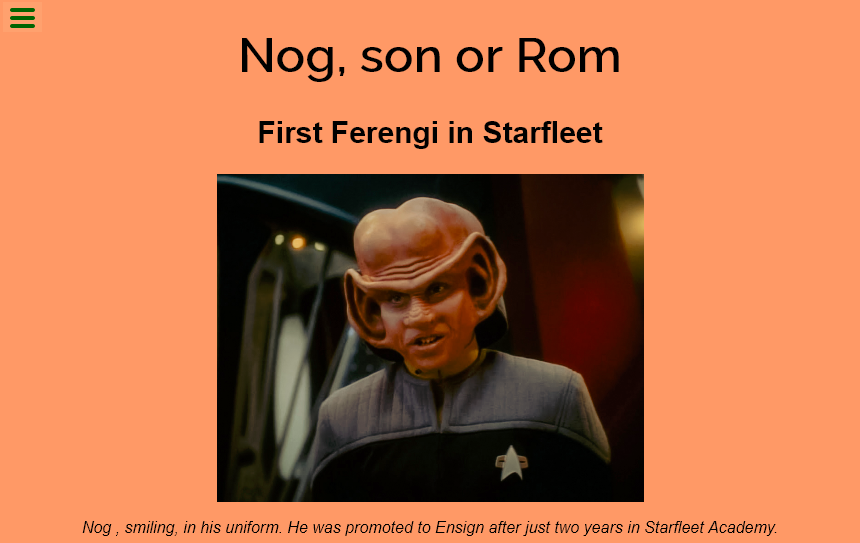 Nog, son or Rom
First Ferengi in Starfleet
Nog , smiling, in his uniform. He was promoted to Ensign after just two years in Starfleet Academy.